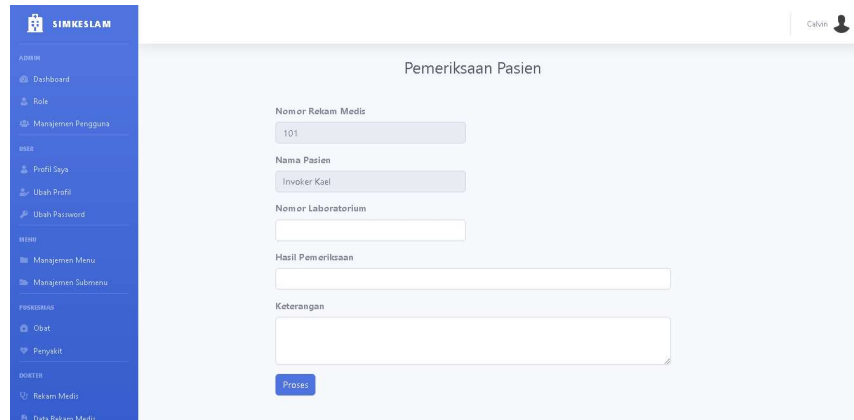 SIMKESLAM
Calvin
ADMIN
Dashboard
Role
Manajemen Pengguna
USER
Profil Saya
Ubah Profil
Ubah Password
MENU
Manajemen Menu
Manajemen Submenu
PUSKESMAS
Obat
Penyakit
DOKTER
Rekam Medis
Data Rekam Medis
Pemeriksaan Pasien
Nomor Rekam Medis
101
Nama Pasien
Invoker Kael
Nomor Laboratorium
Hasil Pemeriksaan
Keterangan
Proses